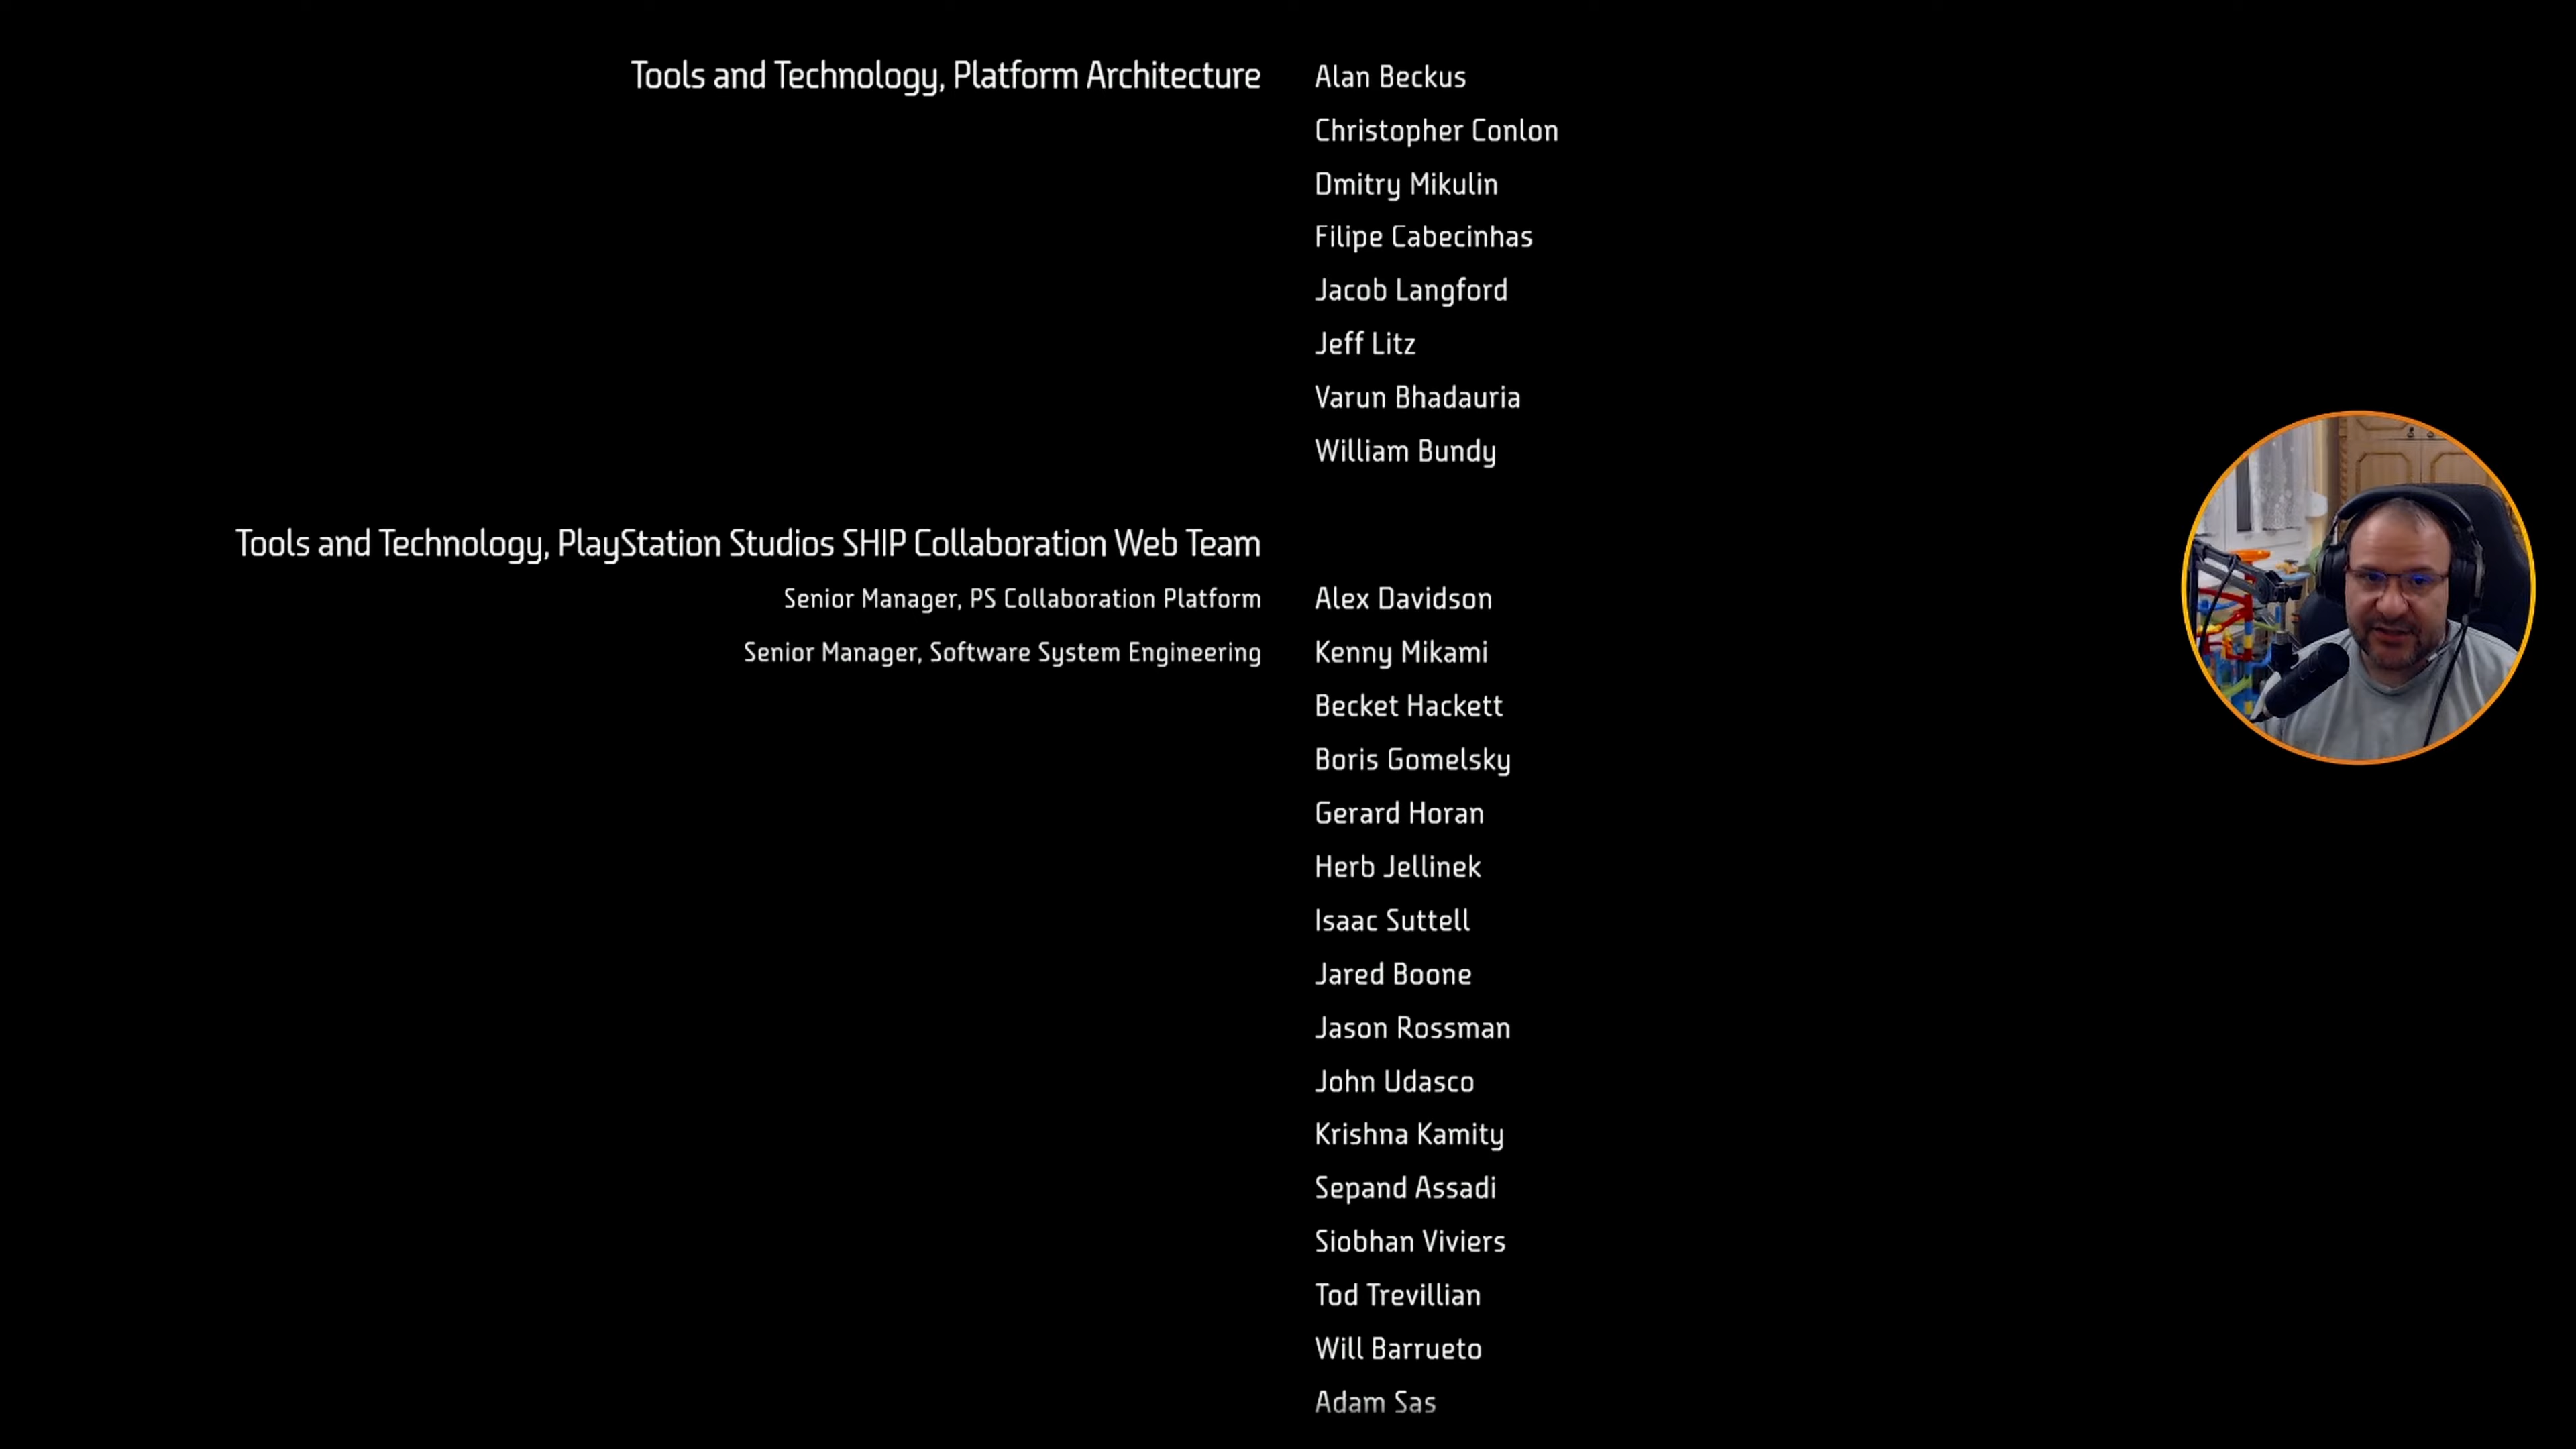 Tools and Technology, Platform Architecture Alan Beckus
Christopher Conlon
Dmitry Mikulin
Filipe Cabecinhas
Jacob Langford
Jeff Litz
Varun Bhadauria
William Bundy
Tools and Technology, PlayStation Studios SHIP Collaboration Web Team
Senior Manager, PS Collaboration Platform Alex Davidson
Senior Manager, Software System Engineering Kenny Mikami
Becket Hackett
Boris Gomelsky
Gerard Horan
Herb Jellinek
Isaac Suttell
Jared Boone
Jason Rossman
John Udasco
Krishna Kamity
Sepand Assadi
Siobhan Viviers
Tod Trevillian
Will Barrueto
Adam Sas